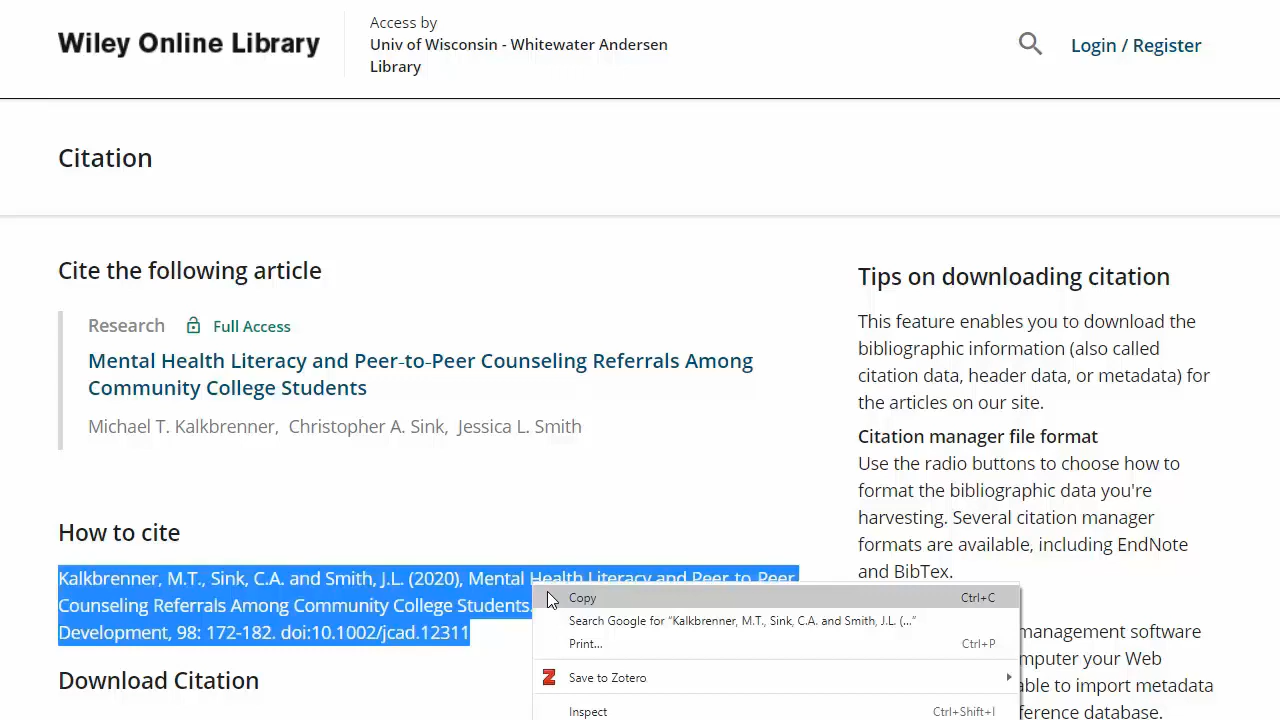 Wiley Online Library
Access by
Univ of Wisconsin - Whitewater Andersen
Library
Login / Register
Citation
Cite the following article
Research Full Access
Mental Health Literacy and Peer-to-Peer Counseling Referrals Among
Community College Students
Michael T. Kalkbrenner, Christopher A. Sink, Jessica L. Smith
How to cite
Kalkbrenner, M.T., Sink, C.A. and Smith, J.L. (2020), Mental Health Literacy and Peer-to-Peer
Counseling Referrals Among Community College Students.
Development, 98: 172-182. doi:10.1002/jcad.12311
Download Citation
Copy Ctrl+C
Search Google for “Kalkbrenner, M.T., Sink, C.A. and Smith, J.L. (...”
Print... Ctrl+P
Save to Zotero
Inspect Ctrl+Shift+I
Tips on downloading citation
This feature enables you to download the
bibliographic information (also called
citation data, header data, or metadata) for
the articles on our site.
Citation manager file format
Use the radio buttons to choose how to
format the bibliographic data you're
harvesting. Several citation manager
formats are available, including EndNote
and BibTex.
management software
mputer your Web
able to import metadata
ference database.